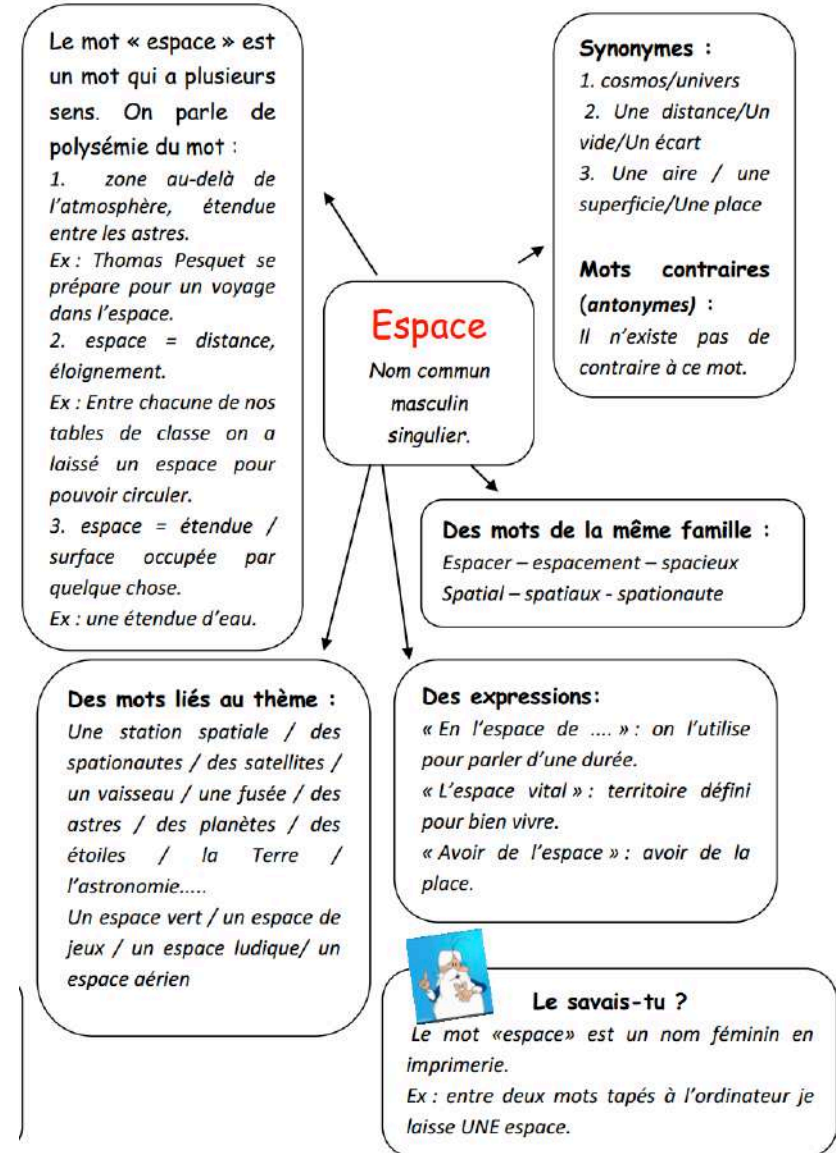 Le mot « espace » est
un mot qui a plusieurs
sens. On parle de
polysémie du mot :
1. zone au-delà de
l'atmosphère, étendue
entre les astres.
Ex : Thomas Pesquet se
prépare pour un voyage
dans l'espace.
2. espace = distance,
éloignement.
Ex : Entre chacune de nos
tables de classe on a
laissé un espace pour
pouvoir circuler.
3. espace = étendue /
surface occupée par
quelque chose.
Ex : une étendue d'eau.
Synonymes :
1. cosmos/univers
2. Une distance/Un
vide/Un écart
3. Une aire / une
superficie/Une place
Mots contraires
(antonymes) :
Il n'existe pas de
contraire à ce mot.
Espace
Nom commun
masculin
singulier.
Des mots de la même famille :
Espacer – espacement – spacieux
Spatial – spatiaux - spationaute
Des mots liés au thème :
Une station spatiale / des
spationautes / des satellites /
un vaisseau / une fusée / des
astres / des planètes / des
étoiles / la Terre /
l'astronomie.....
Un espace vert / un espace de
jeux / un espace ludique/ un
espace aérien
Des expressions:
« En l'espace de .... » : on l'utilise
pour parler d'une durée.
« L'espace vital » : territoire défini
pour bien vivre.
« Avoir de l'espace » : avoir de la
place.
Le savais-tu ?
Le mot «espace» est un nom féminin en
imprimerie.
Ex : entre deux mots tapés à l'ordinateur je
laisse UNE espace.